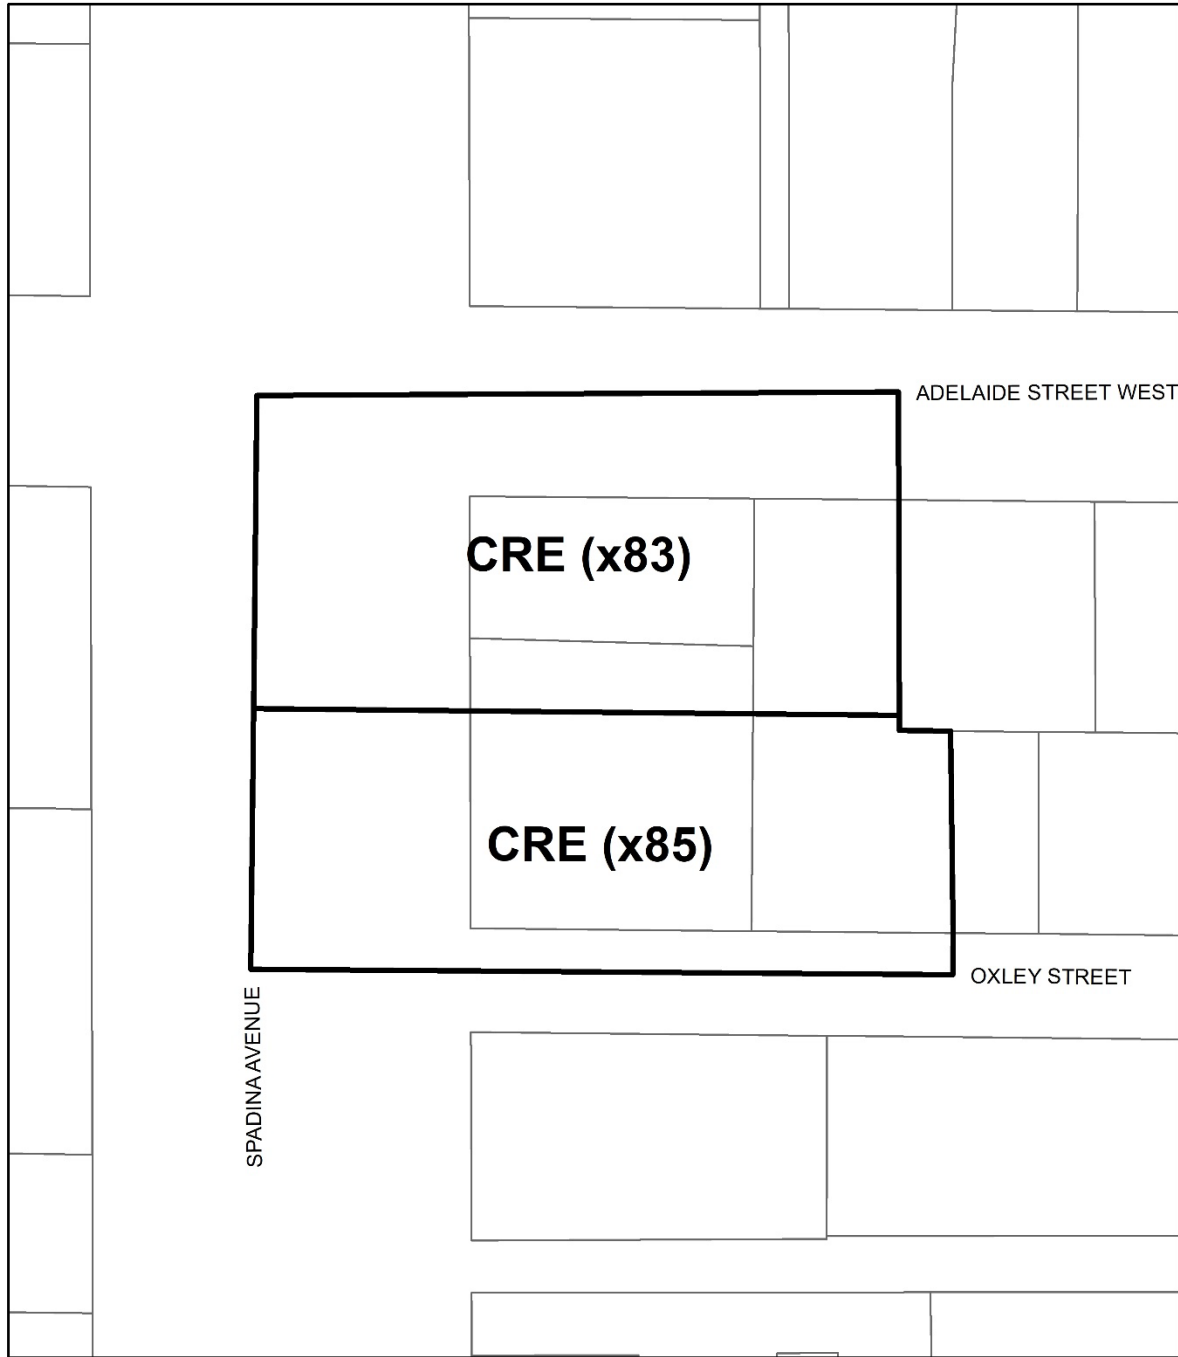 ADELAIDE STREET WEST
CRE (x83)
CRE (x85)
OXLEY STREET
SPADINA AVENUE